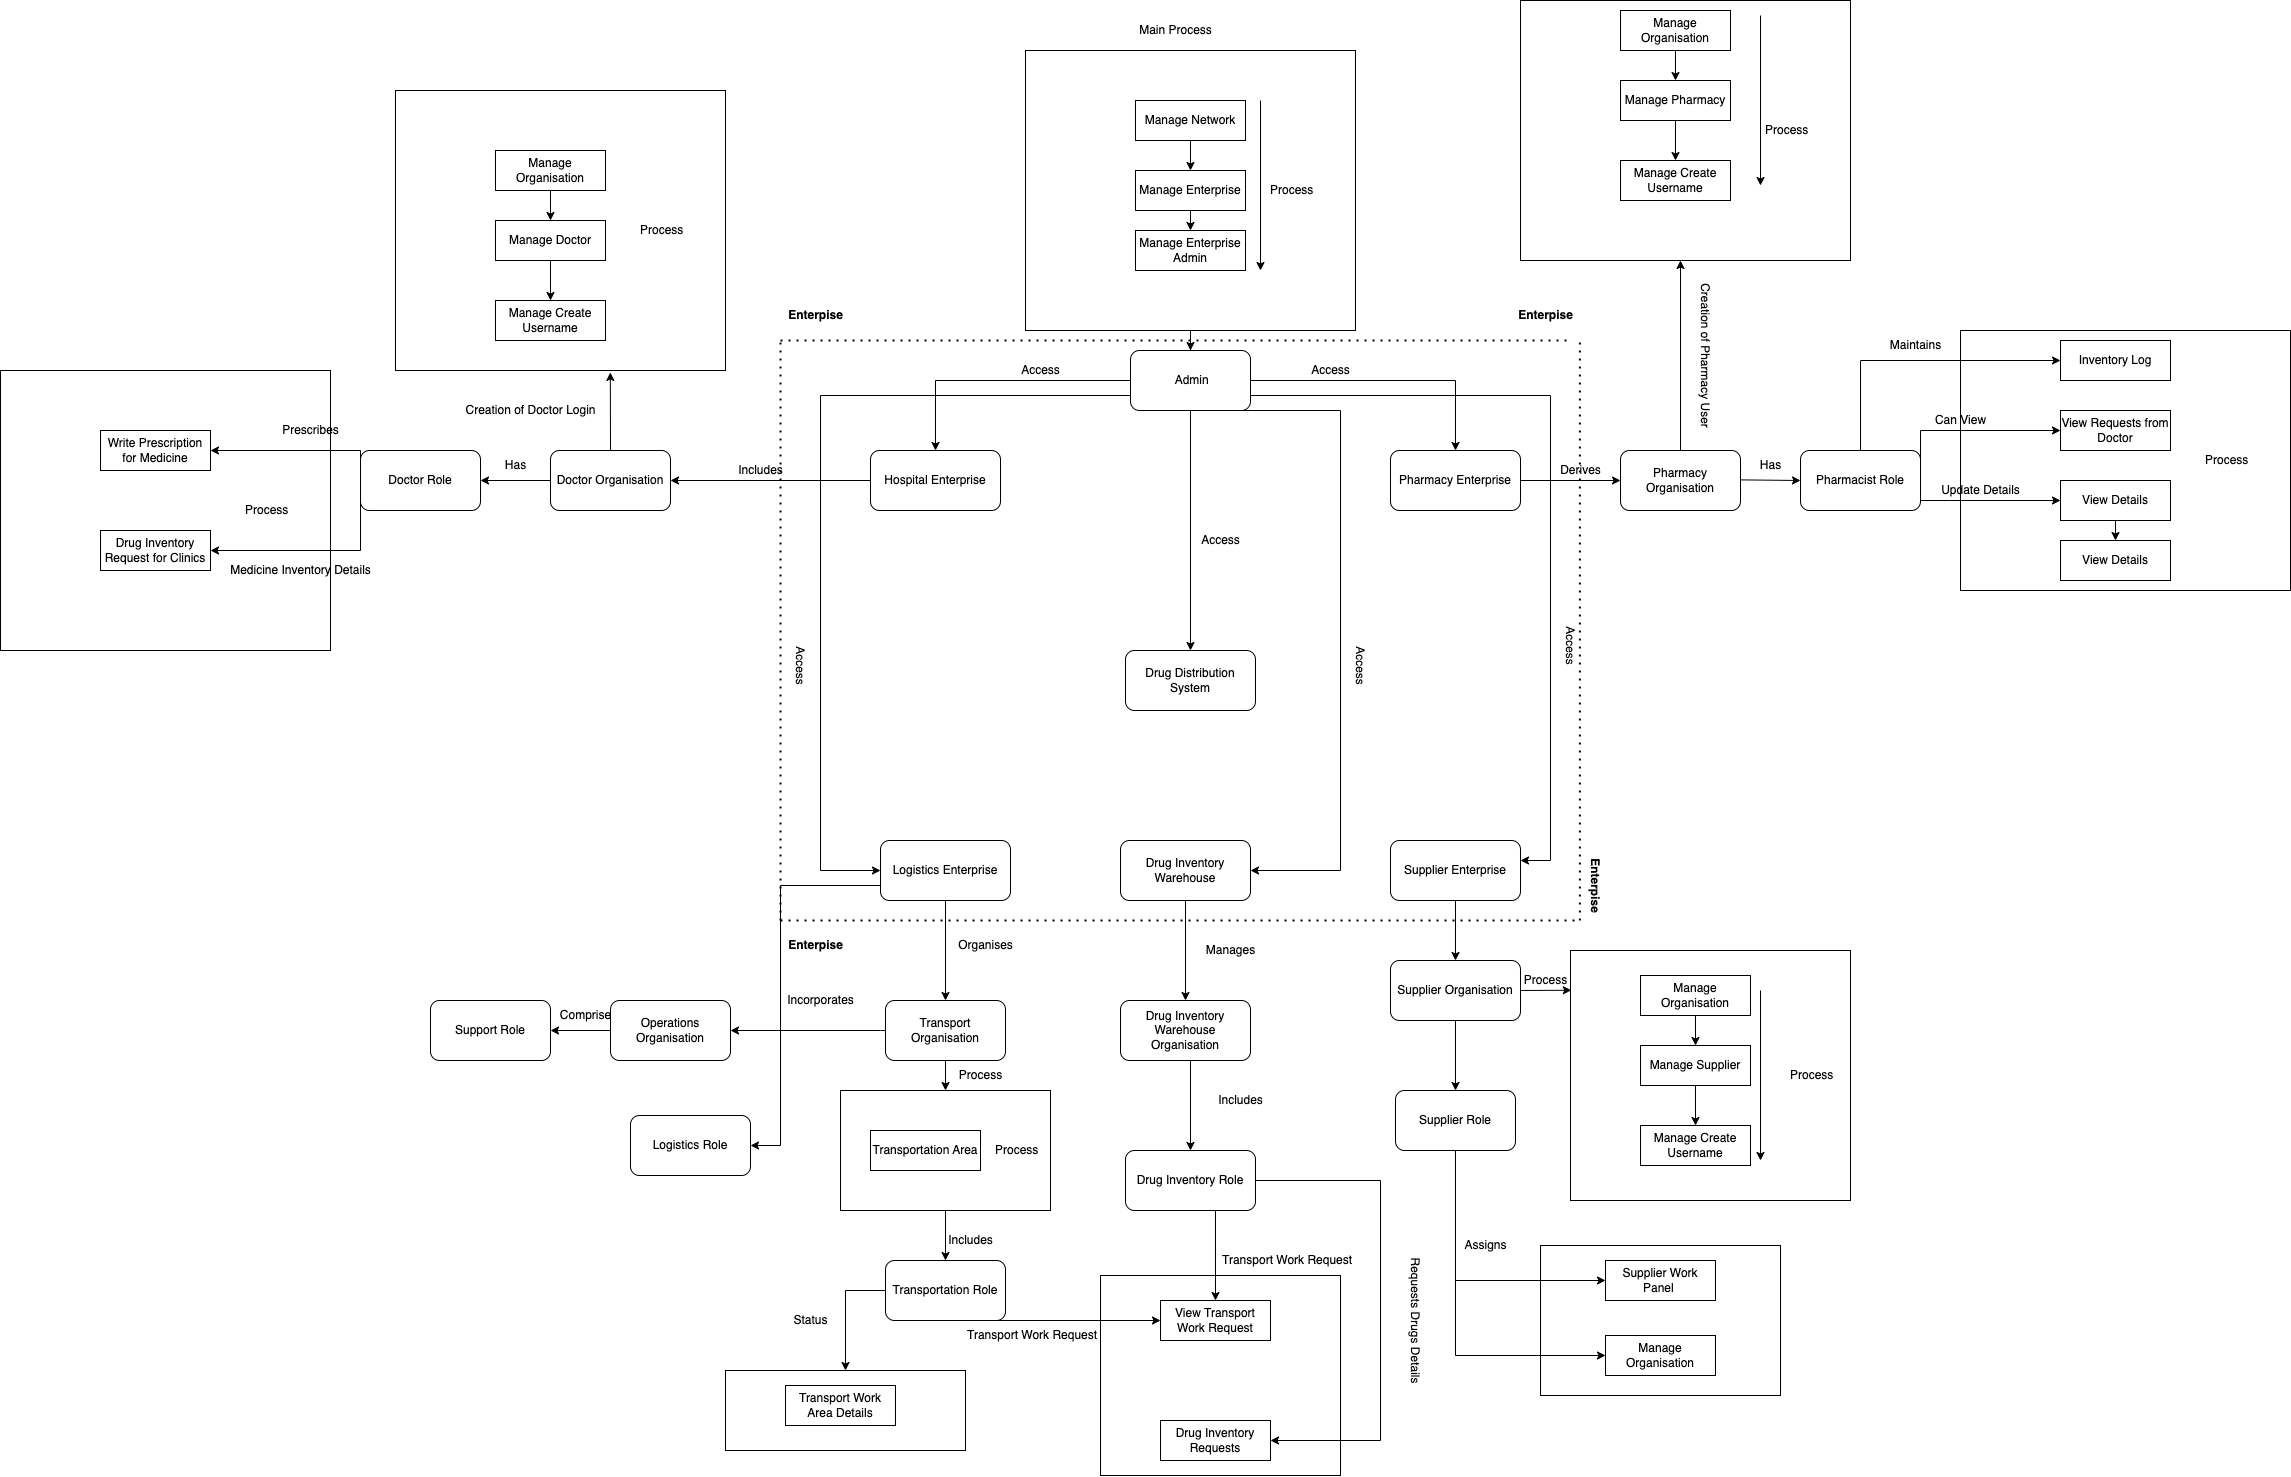 Main Process
Manage
Organisation
Manage Pharmacy
Manage Create
Username
Process
Manage Network
Manage Enterprise
Manage Enterprise
Admin
Process
Manage
Organisation
Manage Doctor
Manage Create
Username
Process
Enterpise
Enterpise
Creation of Pharmacy User
Admin
Access
Access
Creation of Doctor Login
Maintains
Inventory Log
Can View
View Requests from
Doctor
Process
Update Details
View Details
View Details
Prescribes
Write Prescription
for Medicine
Process
Drug Inventory
Request for Clinics
Medicine Inventory Details
Doctor Role
Has
Doctor Organisation
Includes
Hospital Enterprise
Pharmacy Enterprise
Derives
Pharmacy
Organisation
Has
Pharmacist Role
Access
Access
Access
Access
Drug Distribution
System
Logistics Enterprise
Drug Inventory
Warehouse
Supplier Enterprise
Enterpise
Enterpise
Organises
Manages
Incorporates
Support Role
Comprise
Operations
Organisation
Transport
Organisation
Drug Inventory
Warehouse
Organisation
Supplier Organisation
Process
Manage
Organisation
Manage Supplier
Manage Create
Username
Process
Process
Includes
Logistics Role
Transportation Area
Process
Supplier Role
Drug Inventory Role
Includes
Transportation Role
Transport Work Request
Assigns
Supplier Work
Panel
Manage
Organisation
Requests Drugs Details
Status
Transport Work Request
View Transport
Work Request
Transport Work
Area Details
Drug Inventory
Requests